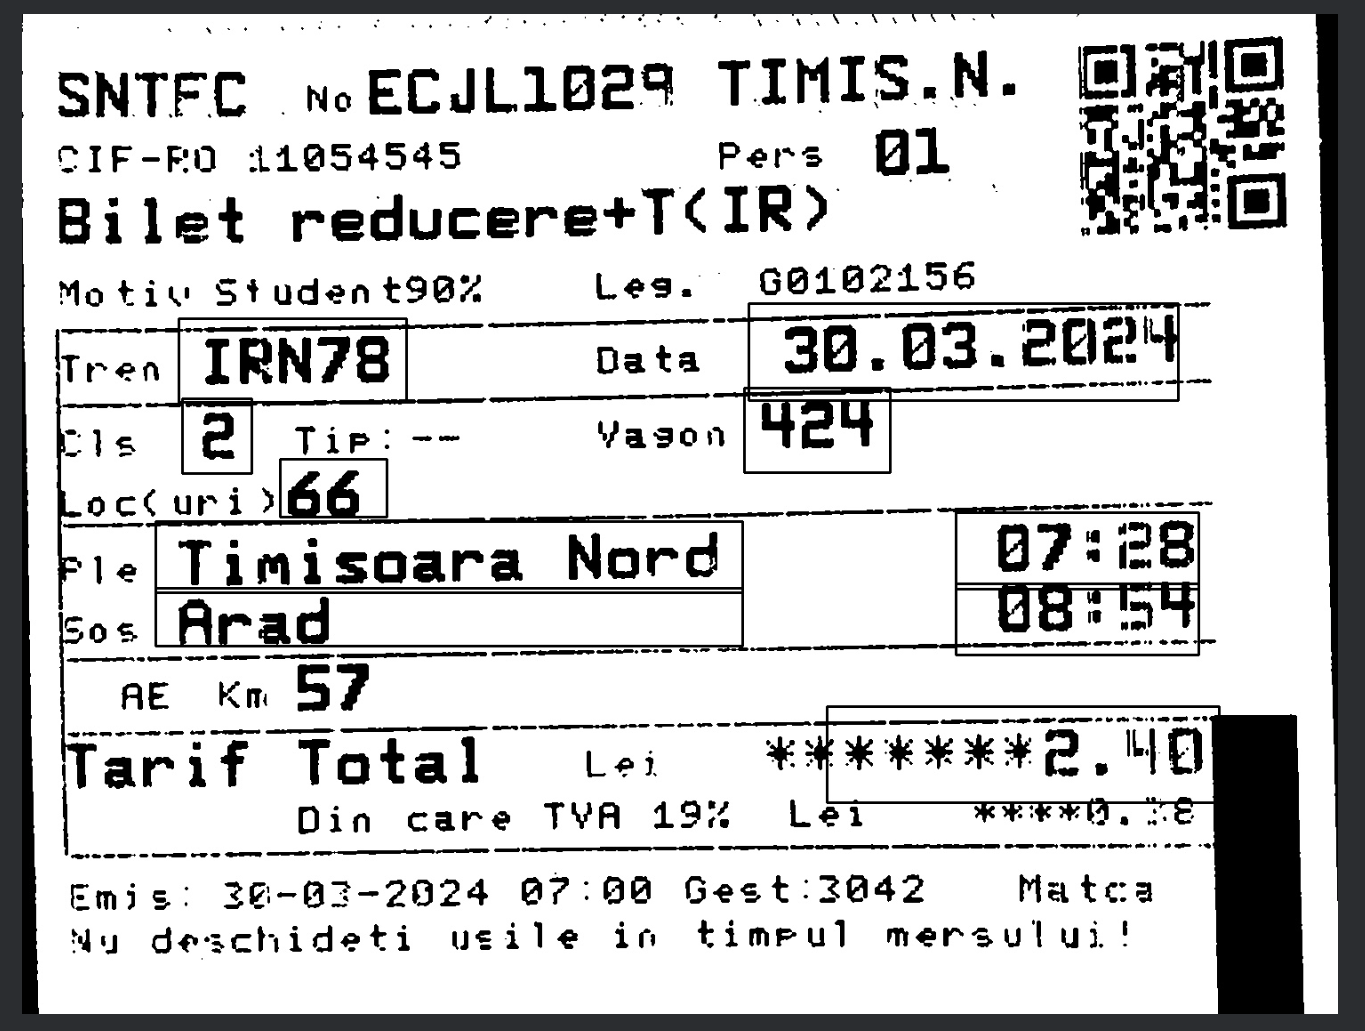 SNTFC No ECJL1029 TIMIS.N.
CIF-RO 11054545 Pers 01
Bilet reducere+T(IR)
Motiv Student90% Leg. G0102156
Tren IRN78 Data 30.03.2024
Cls 2 Tip:-- Vagon 424
Loc(uri) 66
Ple Timisoara Nord 07:28
Sos Arad 08:54
AE Km 57
Tarif Total Lei *******2.40
Din care TVA 19% Lei ****0.38
Emis: 30-03-2024 07:00 Gest:3042 Matca
Nu deschideti usile in timpul mersului!